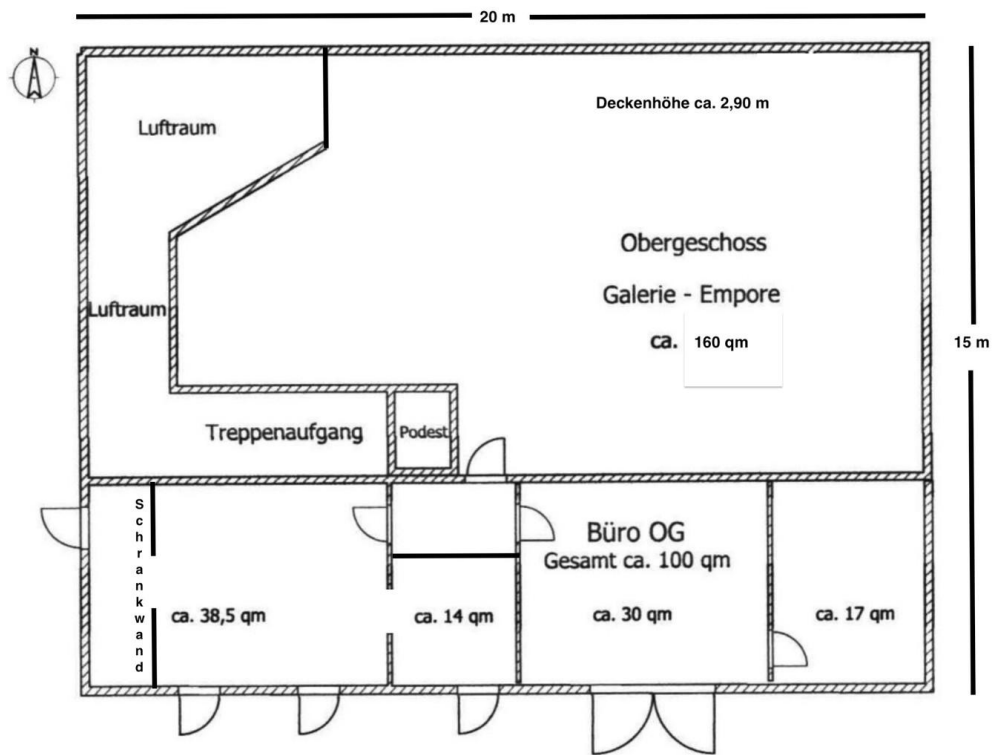 20 m
N
Deckenhöhe ca. 2,90 m
Luftraum
Obergeschoss
Galerie - Empore
Luftraum
ca. 160 qm
15 m
Treppenaufgang
Podest
Schrankwand
Büro OG
Gesamt ca. 100 qm
ca. 38,5 qm
ca. 14 qm
ca. 30 qm
ca. 17 qm